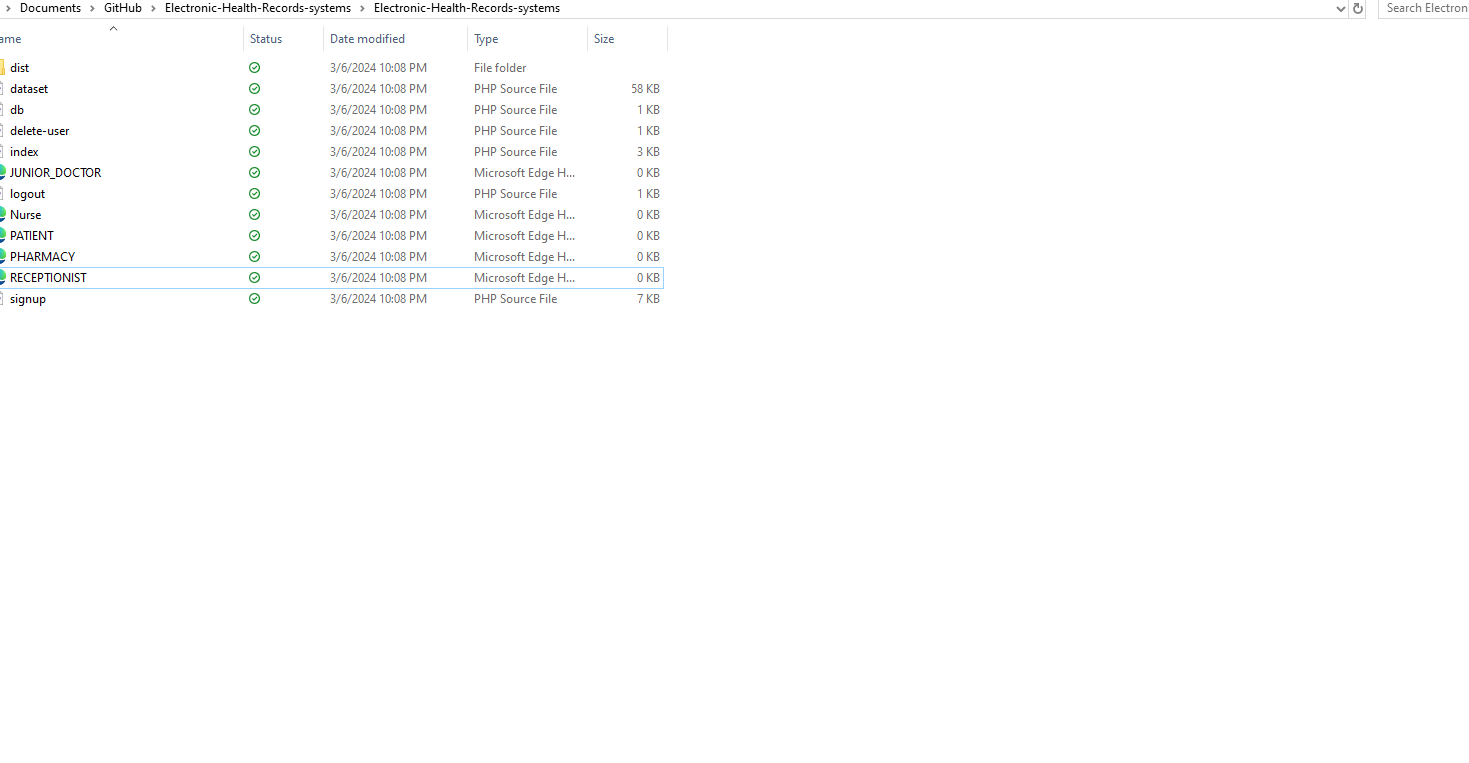 › Documents › GitHub › Electronic-Health-Records-systems › Electronic-Health-Records-systems Search Electron
ame Status Date modified Type Size
dist 3/6/2024 10:08 PM File folder
dataset 3/6/2024 10:08 PM PHP Source File 58 KB
db 3/6/2024 10:08 PM PHP Source File 1 KB
delete-user 3/6/2024 10:08 PM PHP Source File 1 KB
index 3/6/2024 10:08 PM PHP Source File 3 KB
JUNIOR_DOCTOR 3/6/2024 10:08 PM Microsoft Edge H... 0 KB
logout 3/6/2024 10:08 PM PHP Source File 1 KB
Nurse 3/6/2024 10:08 PM Microsoft Edge H... 0 KB
PATIENT 3/6/2024 10:08 PM Microsoft Edge H... 0 KB
PHARMACY 3/6/2024 10:08 PM Microsoft Edge H... 0 KB
RECEPTIONIST 3/6/2024 10:08 PM Microsoft Edge H... 0 KB
signup 3/6/2024 10:08 PM PHP Source File 7 KB